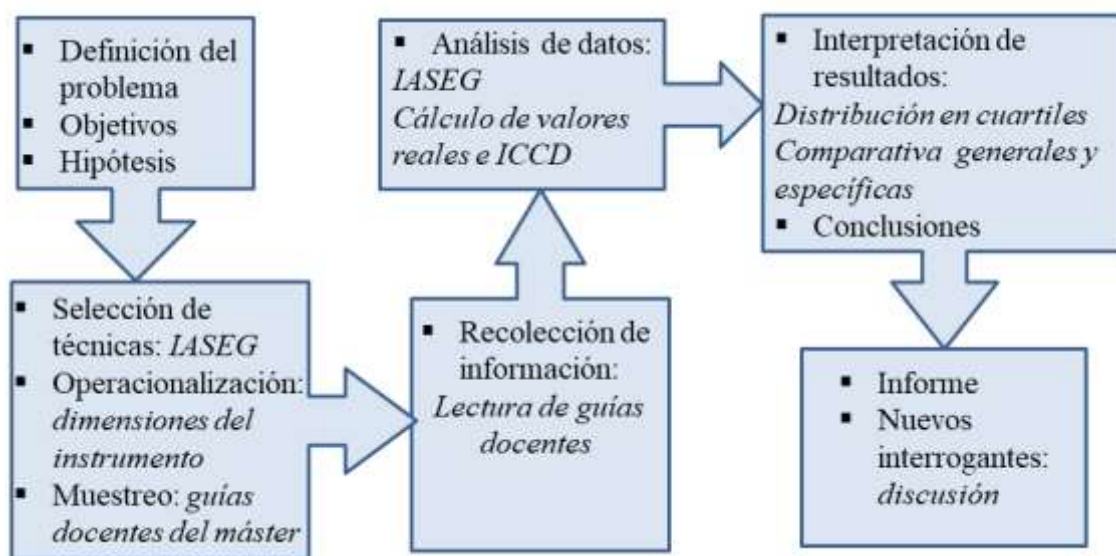 ▪ Definición del
problema
▪ Objetivos
▪ Hipótesis
▪ Selección de
técnicas: IASEG
▪ Operacionalización:
dimensiones del
instrumento
▪ Muestreo: guías
docentes del máster
▪ Recolección de
información:
Lectura de guías
docentes
▪ Análisis de datos:
IASEG
Cálculo de valores
reales e ICCD
▪ Interpretación de
resultados:
Distribución en cuartiles
Comparativa generales y
específicas
▪ Conclusiones
▪ Informe
▪ Nuevos
interrogantes:
discusión